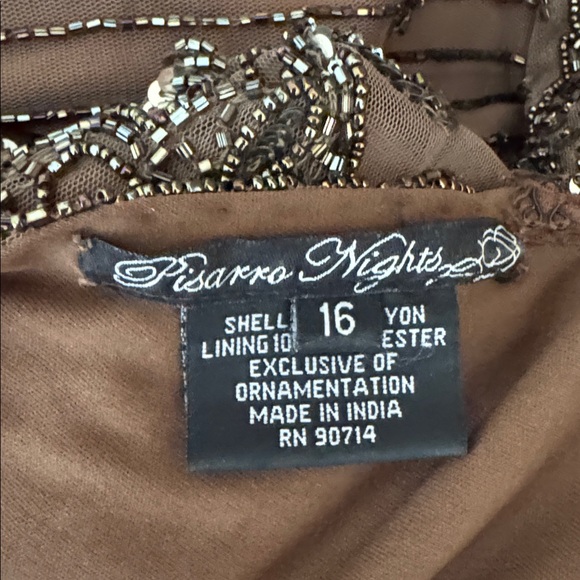 Pisarro Nights
16
SHELL YON
LINING 10 ESTER
EXCLUSIVE OF
ORNAMENTATION
MADE IN INDIA
RN 90714